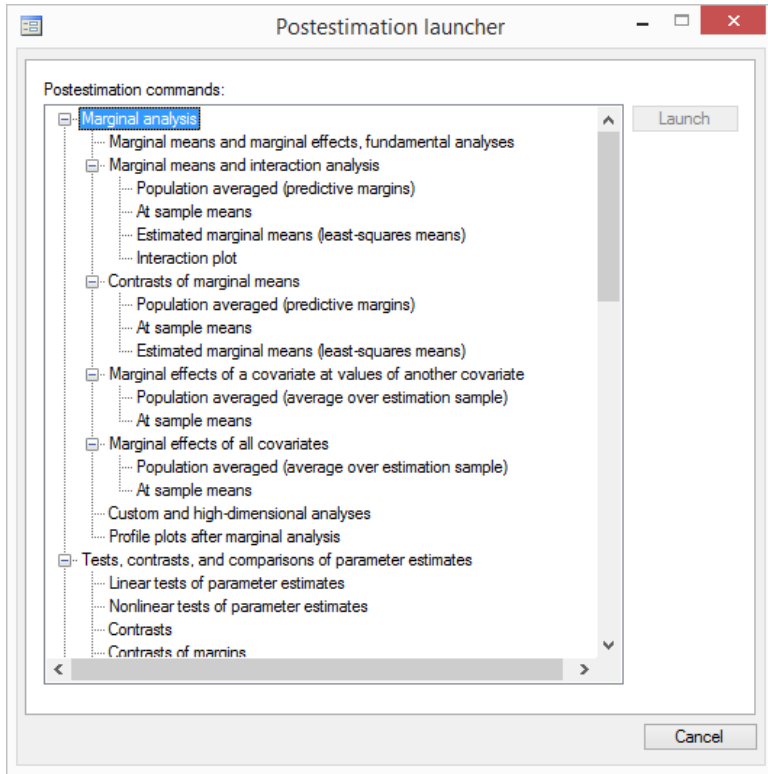 Postestimation launcher
Postestimation commands:
Marginal analysis
Launch
Marginal means and marginal effects, fundamental analyses
Marginal means and interaction analysis
Population averaged (predictive margins)
At sample means
Estimated marginal means (least-squares means)
Interaction plot
Contrasts of marginal means
Population averaged (predictive margins)
At sample means
Estimated marginal means (least-squares means)
Marginal effects of a covariate at values of another covariate
Population averaged (average over estimation sample)
At sample means
Marginal effects of all covariates
Population averaged (average over estimation sample)
At sample means
Custom and high-dimensional analyses
Profile plots after marginal analysis
Tests, contrasts, and comparisons of parameter estimates
Linear tests of parameter estimates
Nonlinear tests of parameter estimates
Contrasts
Contrasts of margins
Cancel